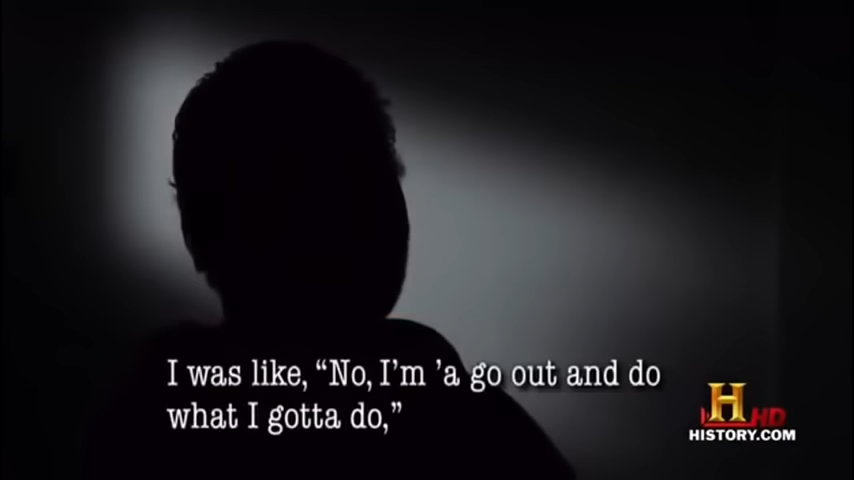 I was like, “No, I’m ’a go out and do
what I gotta do,”
H HD
HISTORY.COM